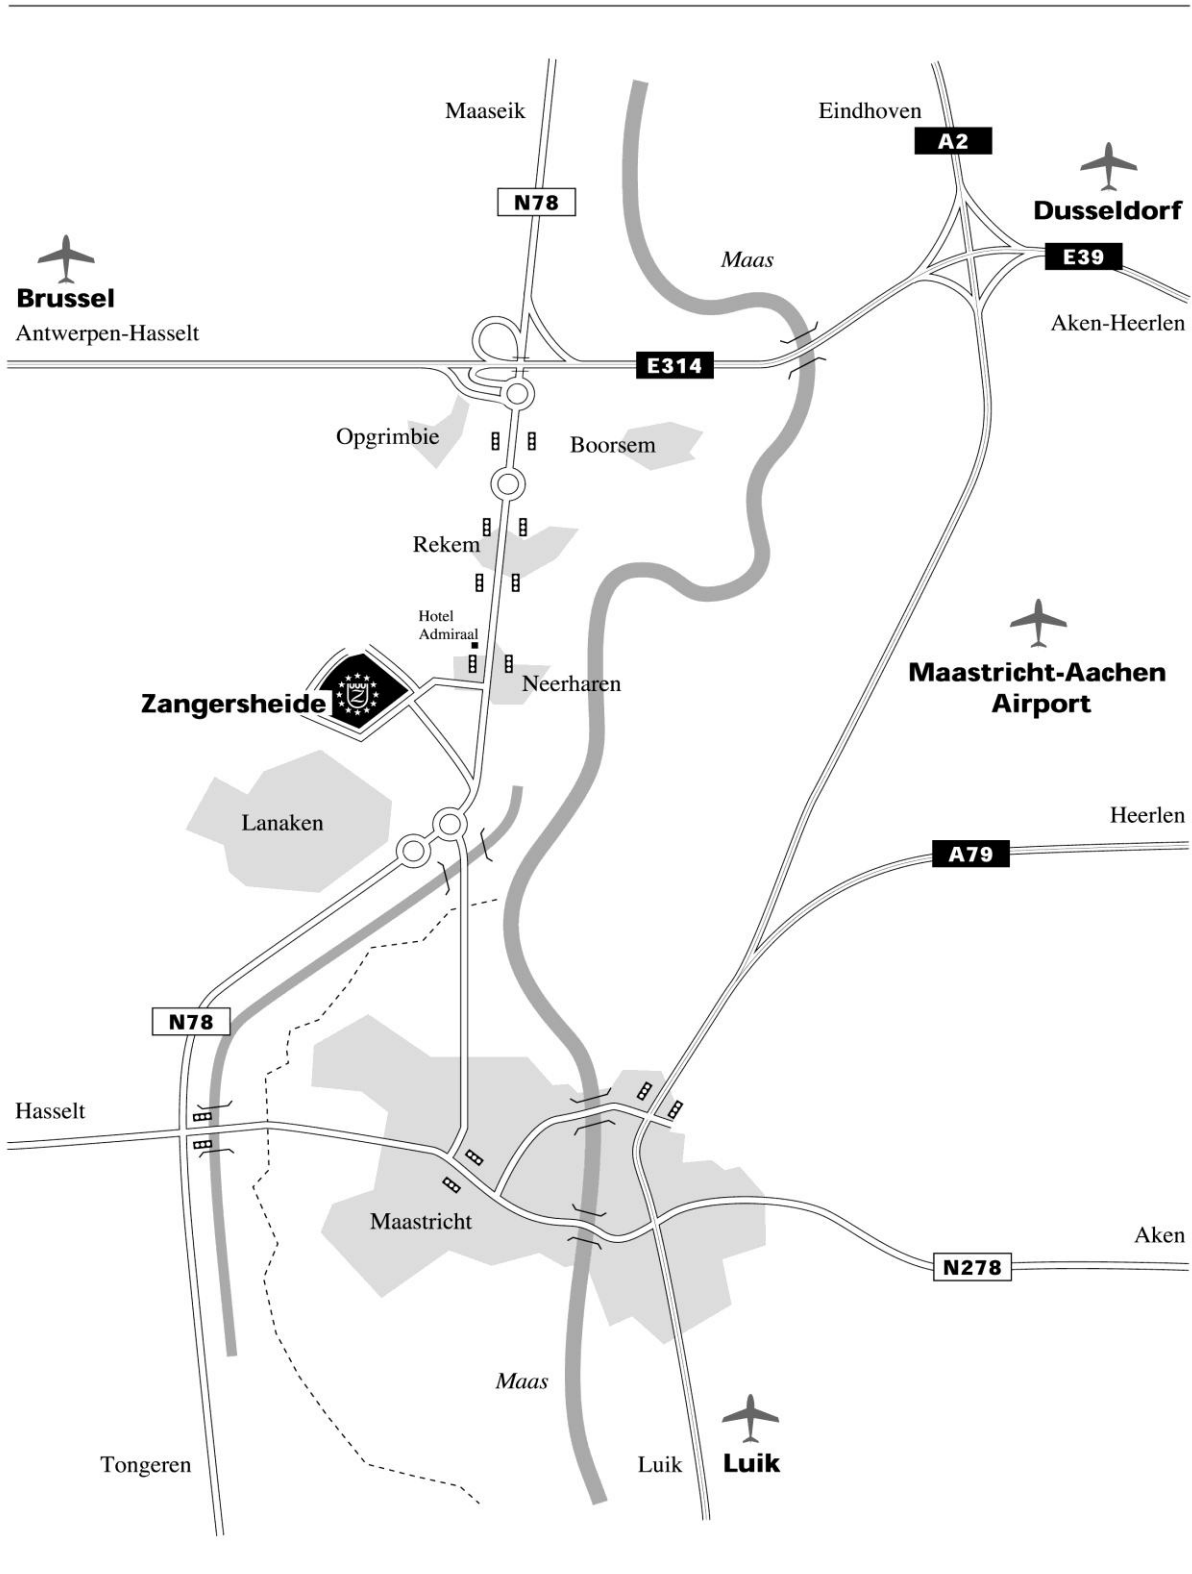 Maaseik
Eindhoven
A2
N78
Dusseldorf
Maas
E39
Brussel
Antwerpen-Hasselt
Aken-Heerlen
E314
Opgrimbie
Boorsem
Rekem
Hotel
Admiraal
Maastricht-Aachen
Airport
Neerharen
Zangersheide
Z
Lanaken
Heerlen
A79
N78
Hasselt
Maastricht
Aken
N278
Maas
Tongeren
Luik
Luik